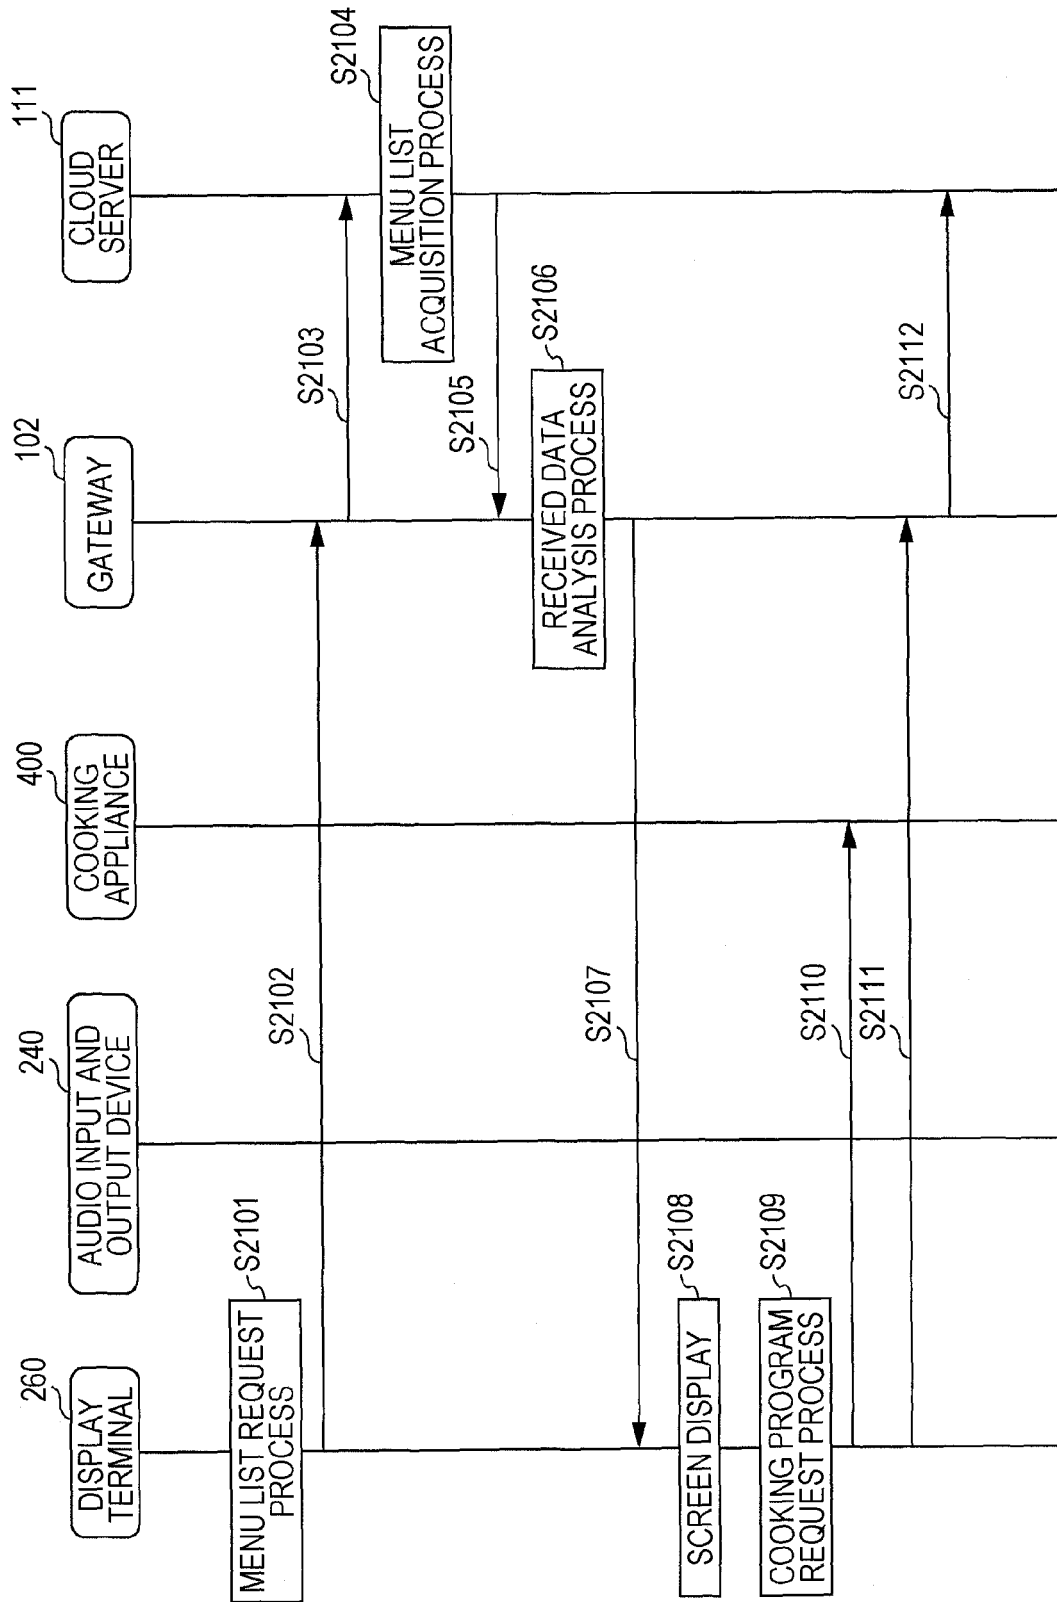 260
DISPLAY
TERMINAL
240
AUDIO INPUT AND
OUTPUT DEVICE
400
COOKING
APPLIANCE
102
GATEWAY
111
CLOUD
SERVER
MENU LIST REQUEST
PROCESS
S2101
S2102
S2103
MENU LIST
ACQUISITION PROCESS
S2104
S2105
RECEIVED DATA
ANALYSIS PROCESS
S2106
S2107
SCREEN DISPLAY
S2108
COOKING PROGRAM
REQUEST PROCESS
S2109
S2110
S2111
S2112